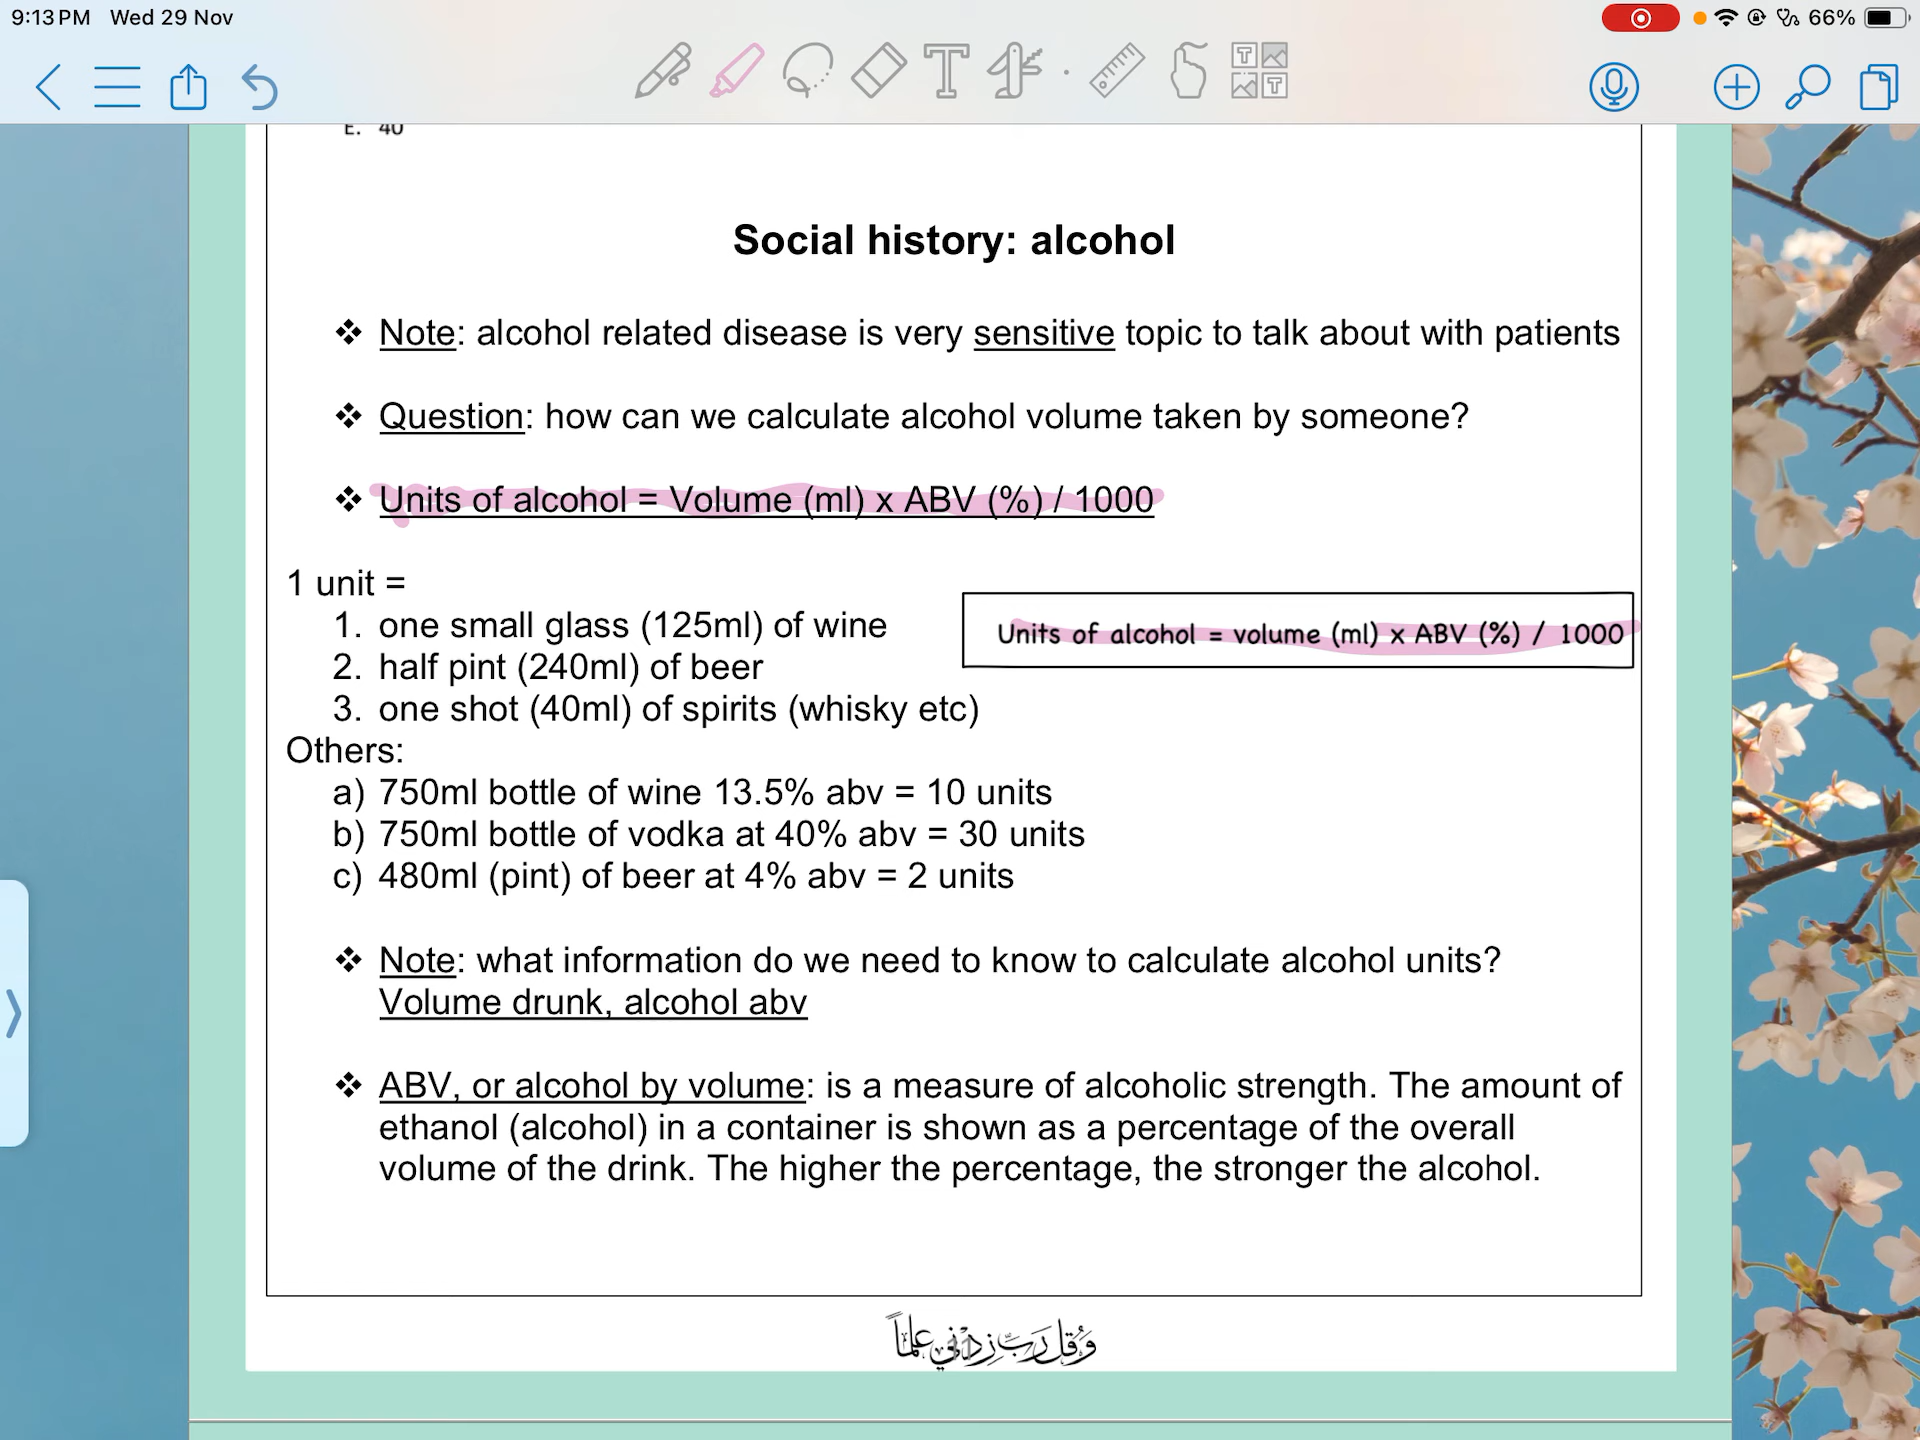 9:13 PM Wed 29 Nov
66%
E. 40
Social history: alcohol
❖ Note: alcohol related disease is very sensitive topic to talk about with patients
❖ Question: how can we calculate alcohol volume taken by someone?
❖ Units of alcohol = Volume (ml) x ABV (%) / 1000
1 unit =
1. one small glass (125ml) of wine
Units of alcohol = volume (ml) x ABV (%) / 1000
2. half pint (240ml) of beer
3. one shot (40ml) of spirits (whisky etc)
Others:
a) 750ml bottle of wine 13.5% abv = 10 units
b) 750ml bottle of vodka at 40% abv = 30 units
c) 480ml (pint) of beer at 4% abv = 2 units
❖ Note: what information do we need to know to calculate alcohol units?
Volume drunk, alcohol abv
❖ ABV, or alcohol by volume: is a measure of alcoholic strength. The amount of
ethanol (alcohol) in a container is shown as a percentage of the overall
volume of the drink. The higher the percentage, the stronger the alcohol.
وَقُل رَبِّ زِدْنِي عِلْمًا